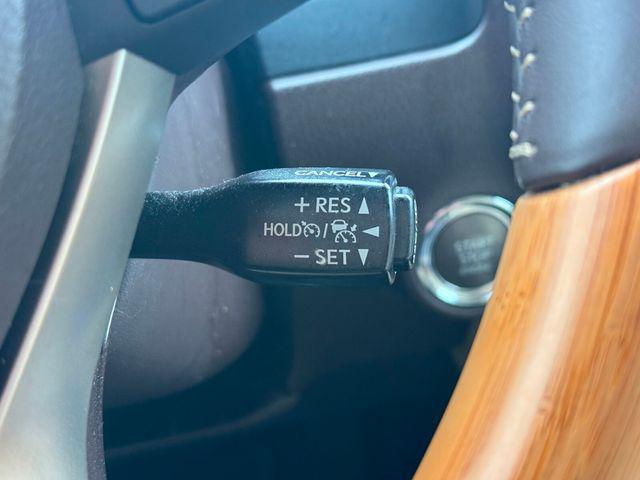 CANCEL▼
+ RES ▲
HOLD / ◄
− SET ▼
START
STOP